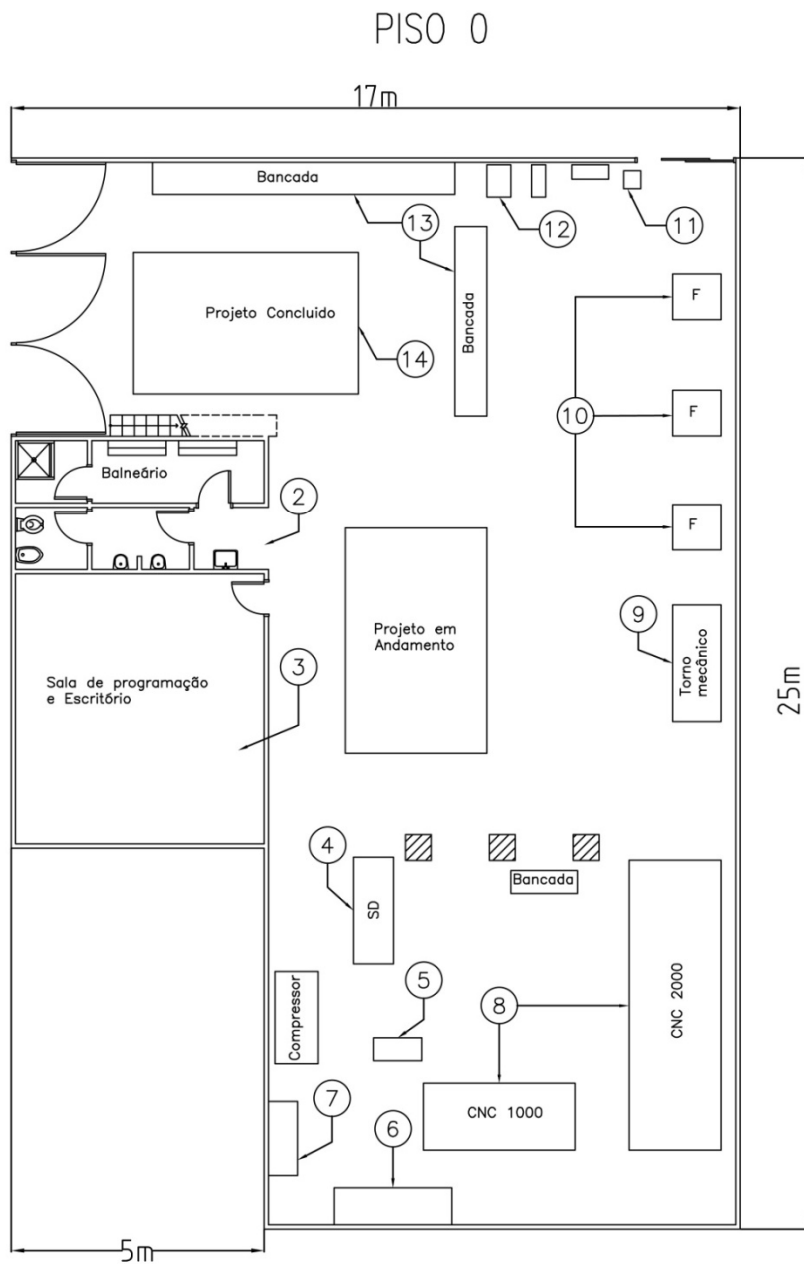 PISO 0
17m
Bancada
13
12
11
Bancada
Projeto Concluido
14
F
10
F
F
Balneário
2
Projeto em
Andamento
9
Torno
mecânico
25m
Sala de programação
e Escritório
3
4
SD
Bancada
CNC 2000
Compressor
5
8
CNC 1000
7
6
5m